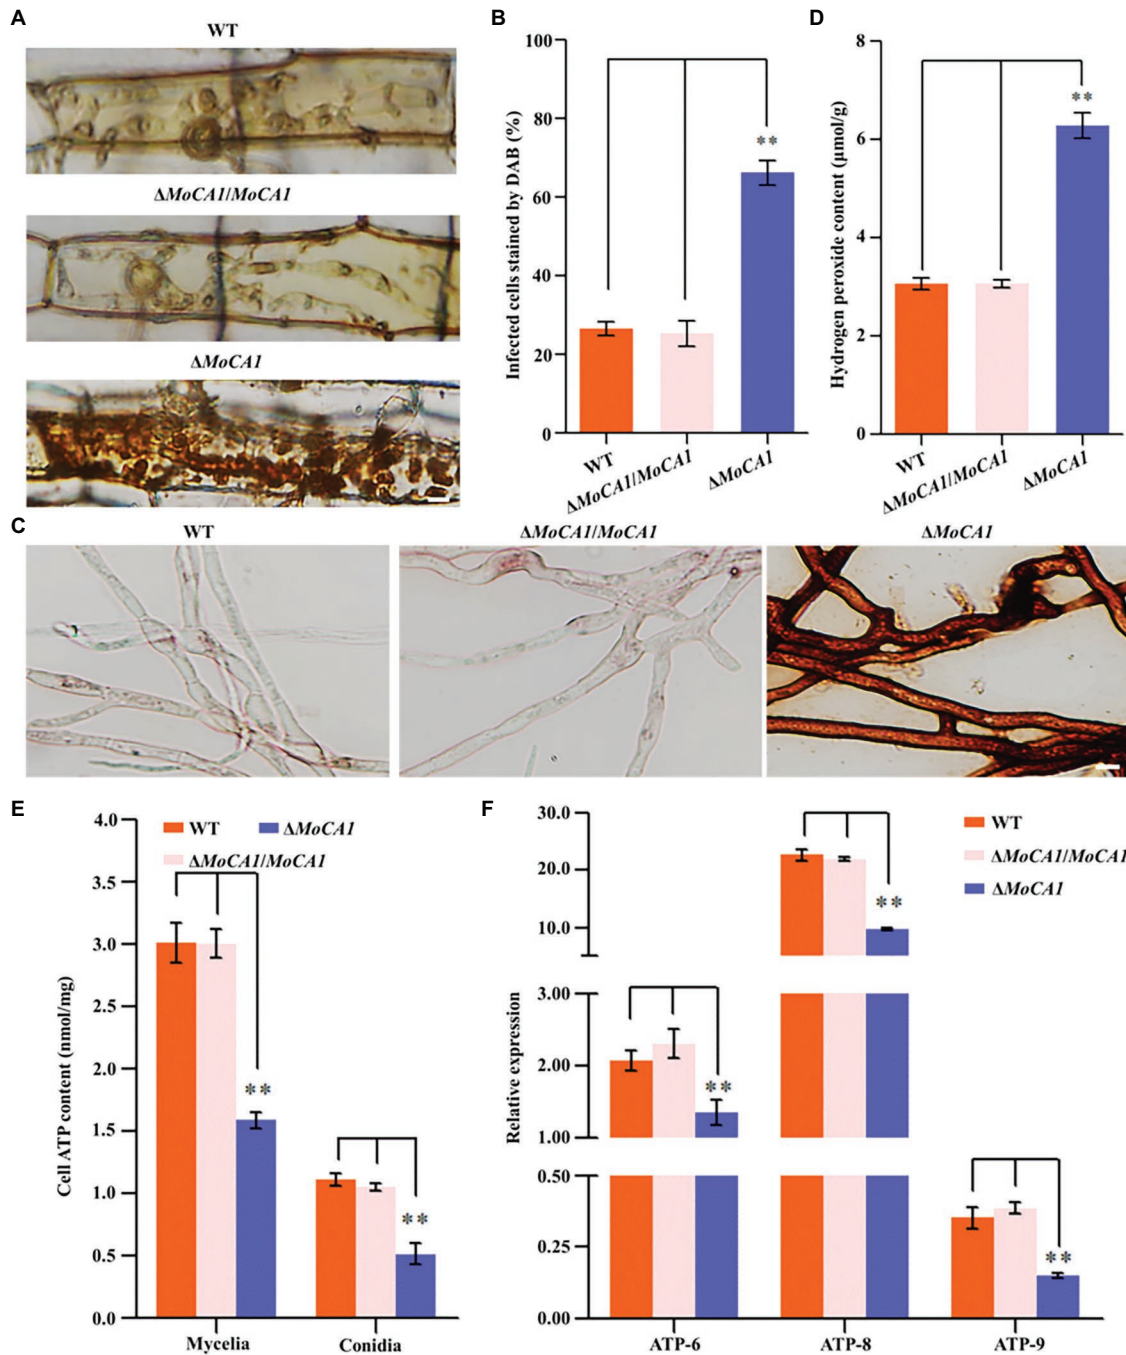 A
WT
ΔMoCA1/MoCA1
ΔMoCA1
B
Infected cells stained by DAB (%)
100
80
60
40
20
0
**
WT
ΔMoCA1/MoCA1
ΔMoCA1
D
Hydrogen peroxide content (µmol/g)
8
6
4
2
0
**
WT
ΔMoCA1/MoCA1
ΔMoCA1
C
WT
ΔMoCA1/MoCA1
ΔMoCA1
E
Cell ATP content (nmol/mg)
4.0
3.5
3.0
2.5
2.0
1.5
1.0
0.5
0.0
WT
ΔMoCA1
ΔMoCA1/MoCA1
**
**
Mycelia
Conidia
F
Relative expression
30.0
20.0
10.0
3.00
2.00
1.00
0.50
0.25
0.00
WT
ΔMoCA1/MoCA1
ΔMoCA1
**
**
**
ATP-6
ATP-8
ATP-9